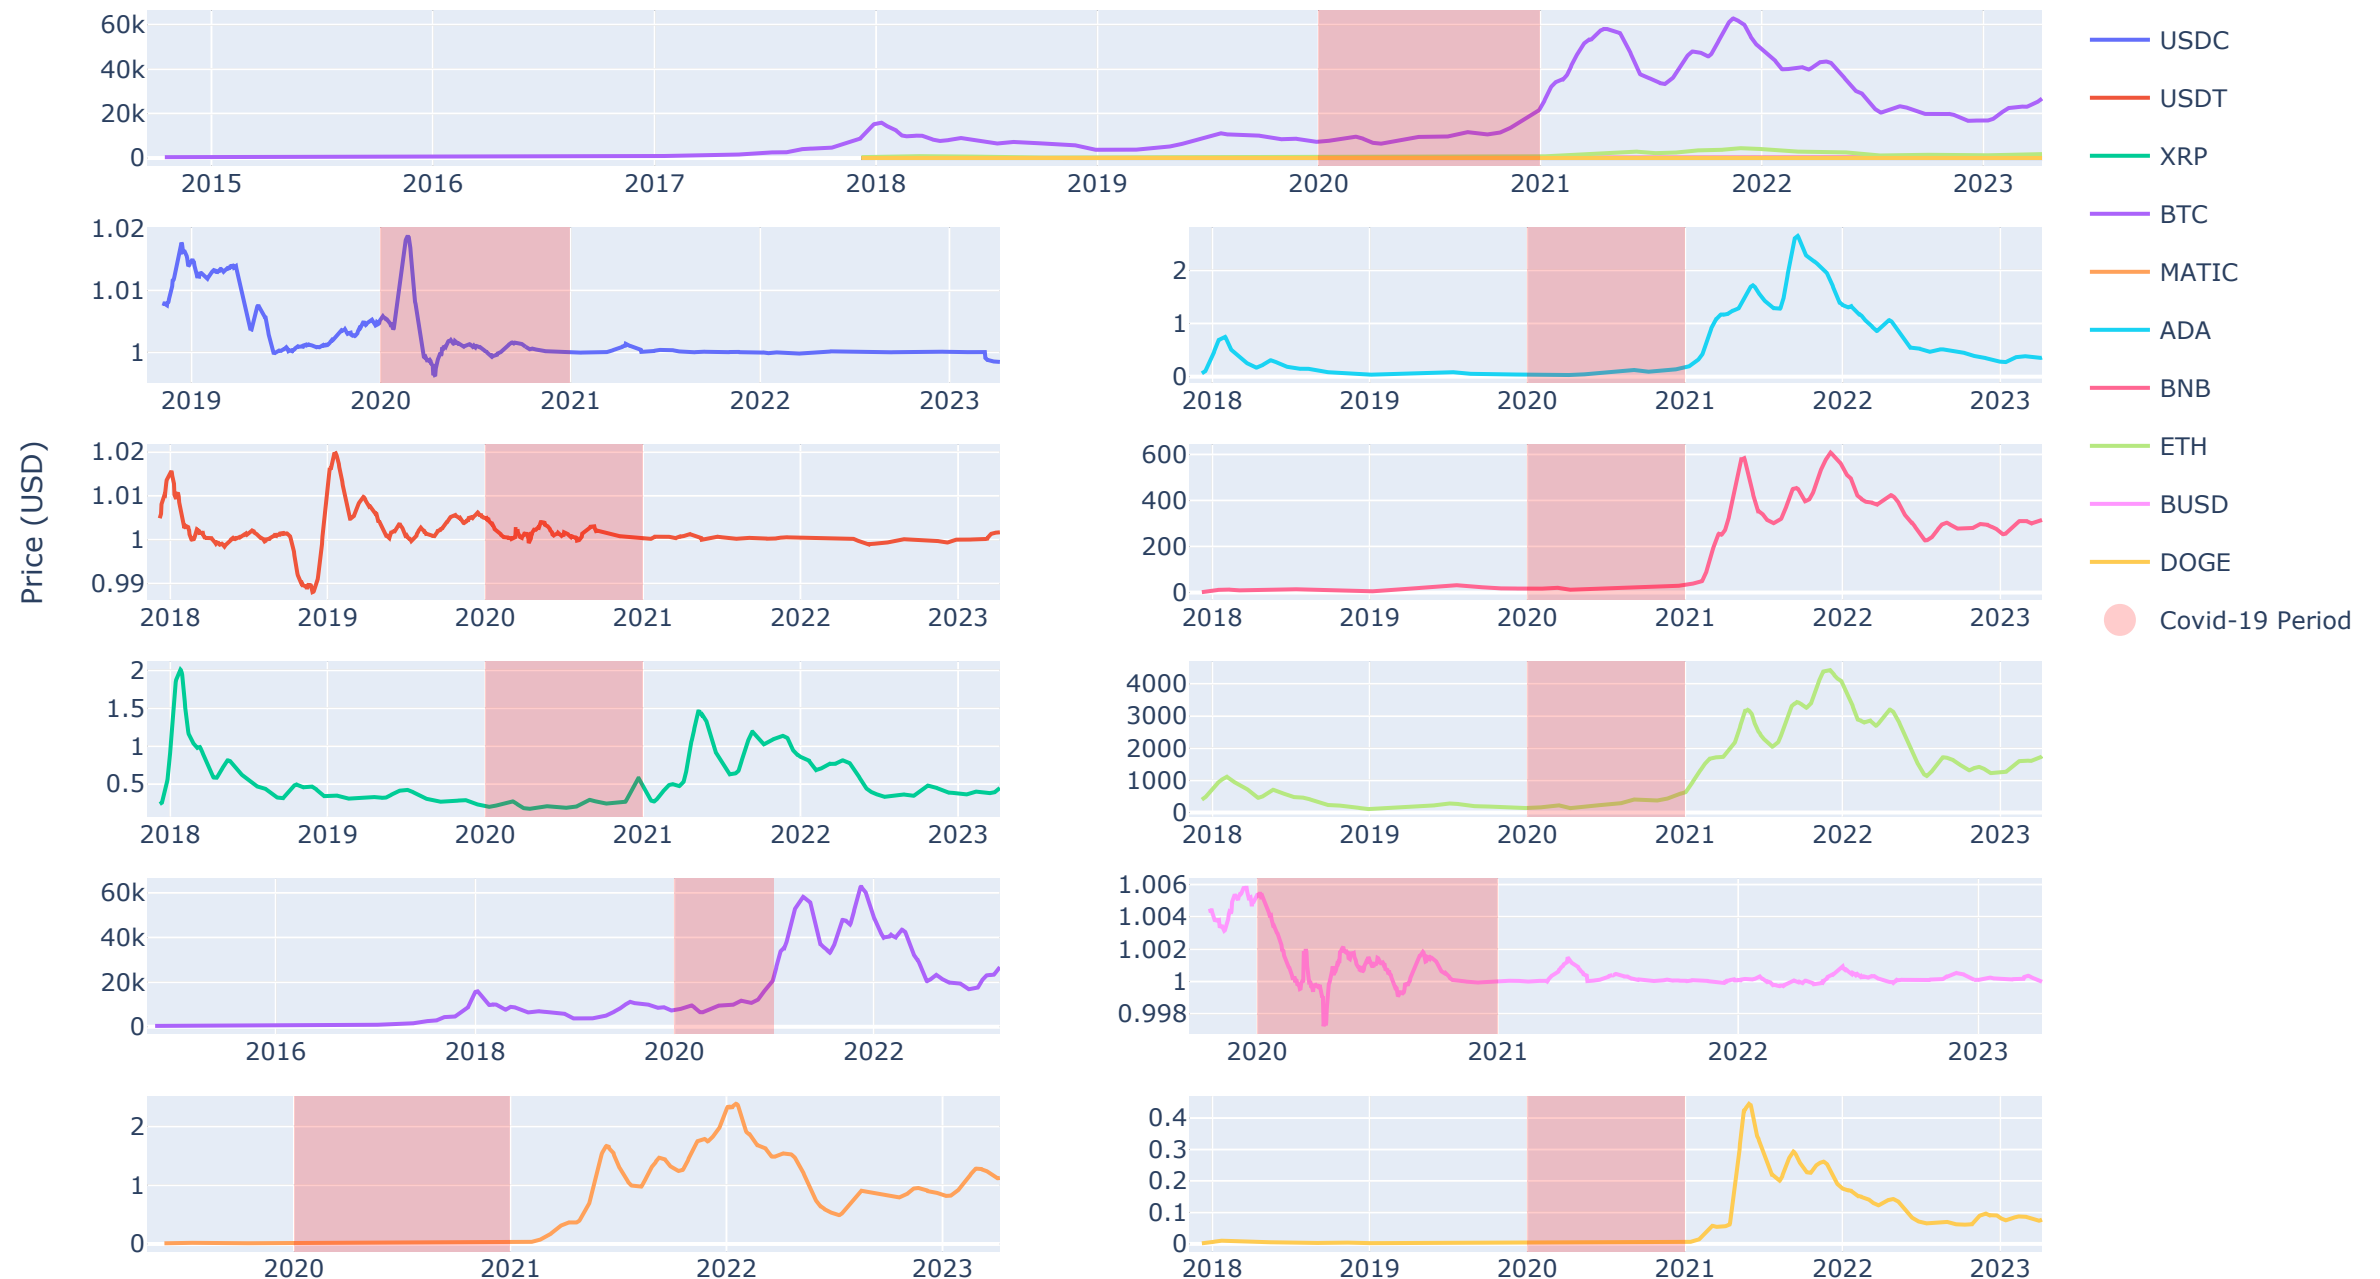 60k
40k
20k
0
2015 2016 2017 2018 2019 2020 2021 2022 2023
USDC
USDT
XRP
BTC
MATIC
ADA
BNB
ETH
BUSD
DOGE
Covid-19 Period
Price (USD)
1.02
1.01
1
2019 2020 2021 2022 2023
2
1
0
2018 2019 2020 2021 2022 2023
1.02
1.01
1
0.99
2018 2019 2020 2021 2022 2023
600
400
200
0
2018 2019 2020 2021 2022 2023
2
1.5
1
0.5
2018 2019 2020 2021 2022 2023
4000
3000
2000
1000
0
2018 2019 2020 2021 2022 2023
60k
40k
20k
0
2016 2018 2020 2022
1.006
1.004
1.002
1
0.998
2020 2021 2022 2023
2
1
0
2020 2021 2022 2023
0.4
0.3
0.2
0.1
0
2018 2019 2020 2021 2022 2023